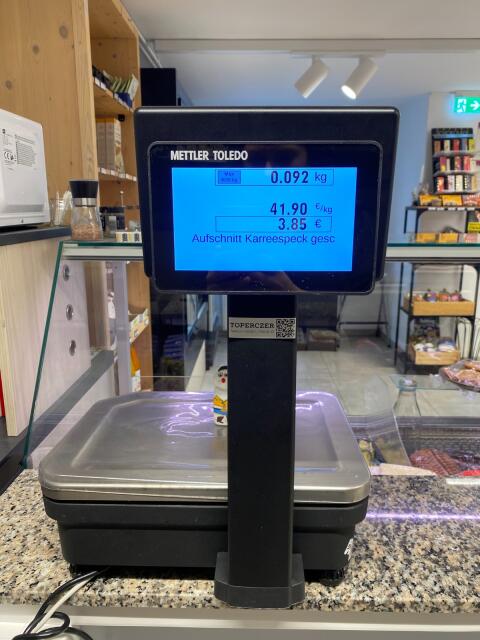 METTLER TOLEDO
Max
0.092 kg
41.90 €/kg
3.85 €
Aufschnitt Karreespeck gesc
TOPERCZER